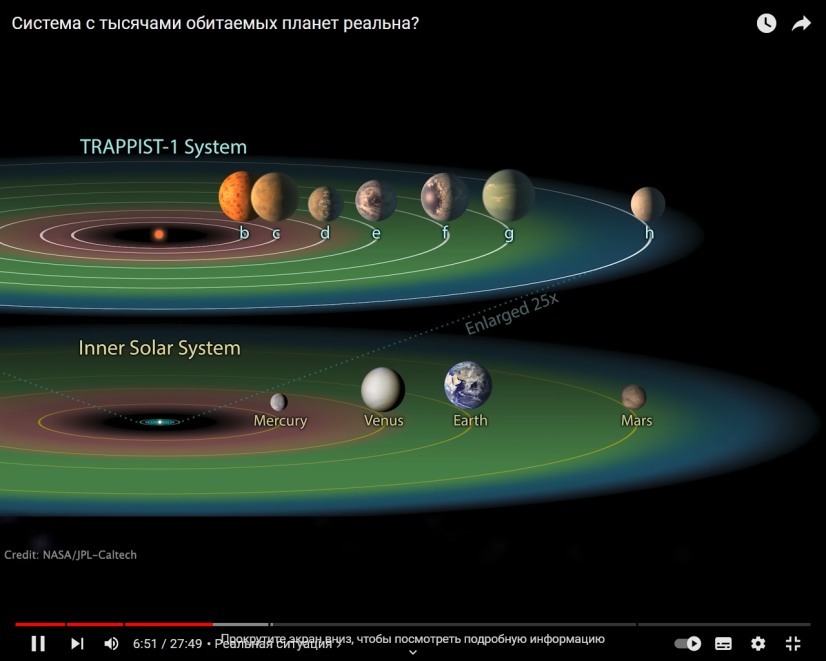 Система с тысячами обитаемых планет реальна?
TRAPPIST-1 System
b c d e f g h
Enlarged 25x
Inner Solar System
Mercury Venus Earth Mars
Credit: NASA/JPL-Caltech
6:51 / 27:49 • Реальная ситуация
Прокрутите экран вниз, чтобы посмотреть подробную информацию